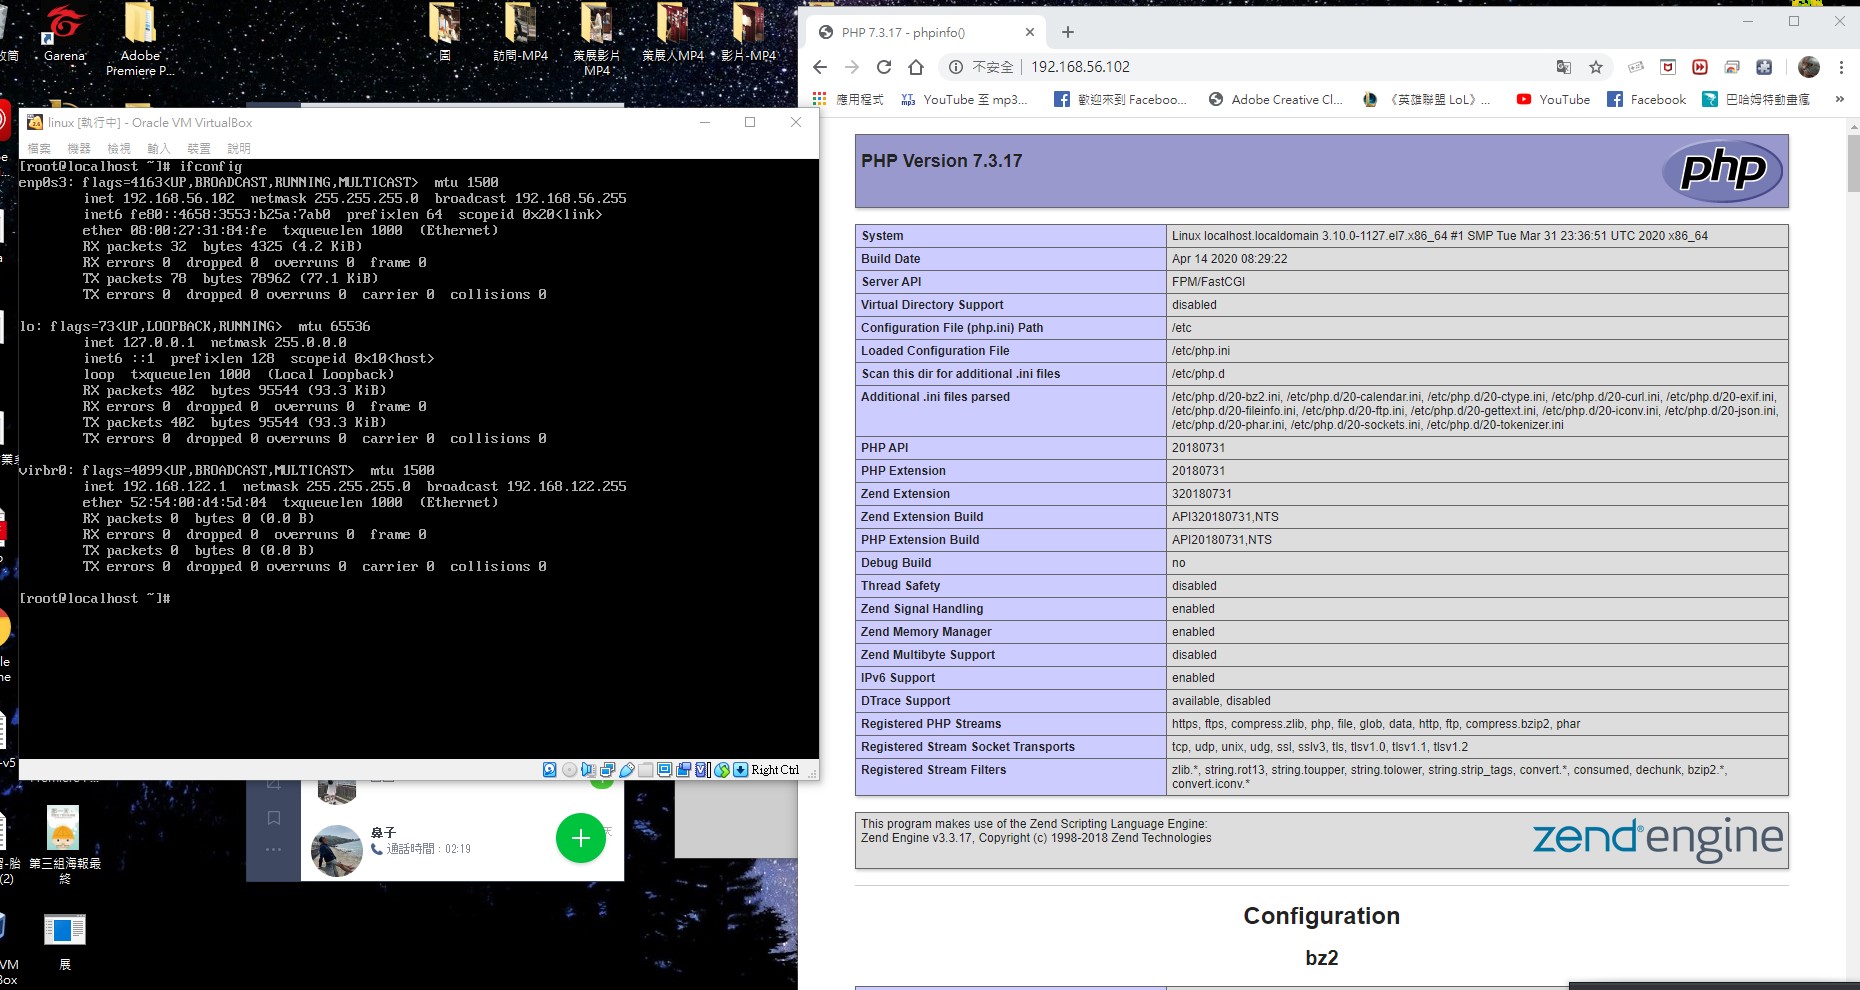 Garena
Adobe
Premiere P...
圖
訪問-MP4
策展影片
MP4
策展人MP4
影片-MP4
linux [執行中] - Oracle VM VirtualBox
檔案 機器 檢視 輸入 裝置 說明
[root@localhost ~]# ifconfig
enp0s3: flags=4163<UP,BROADCAST,RUNNING,MULTICAST>  mtu 1500
inet 192.168.56.102  netmask 255.255.255.0  broadcast 192.168.56.255
inet6 fe80::4658:3553:b25a:7ab0  prefixlen 64  scopeid 0x20<link>
ether 08:00:27:31:84:fe  txqueuelen 1000  (Ethernet)
RX packets 32  bytes 4325 (4.2 KiB)
RX errors 0  dropped 0  overruns 0  frame 0
TX packets 78  bytes 78962 (77.1 KiB)
TX errors 0  dropped 0 overruns 0  carrier 0  collisions 0
lo: flags=73<UP,LOOPBACK,RUNNING>  mtu 65536
inet 127.0.0.1  netmask 255.0.0.0
inet6 ::1  prefixlen 128  scopeid 0x10<host>
loop  txqueuelen 1000  (Local Loopback)
RX packets 402  bytes 95544 (93.3 KiB)
RX errors 0  dropped 0  overruns 0  frame 0
TX packets 402  bytes 95544 (93.3 KiB)
TX errors 0  dropped 0 overruns 0  carrier 0  collisions 0
virbr0: flags=4099<UP,BROADCAST,MULTICAST>  mtu 1500
inet 192.168.122.1  netmask 255.255.255.0  broadcast 192.168.122.255
ether 52:54:00:d4:5d:04  txqueuelen 1000  (Ethernet)
RX packets 0  bytes 0 (0.0 B)
RX errors 0  dropped 0  overruns 0  frame 0
TX packets 0  bytes 0 (0.0 B)
TX errors 0  dropped 0 overruns 0  carrier 0  collisions 0
[root@localhost ~]#
Right Ctrl
鼻子
通話時間 : 02:19
第三組海報最
終
展
PHP 7.3.17 - phpinfo()
不安全 192.168.56.102
應用程式 YouTube 至 mp3... 歡迎來到 Faceboo... Adobe Creative Cl... 《英雄聯盟 LoL》... YouTube Facebook 巴哈姆特動畫瘋 »
PHP Version 7.3.17
php
System Linux localhost.localdomain 3.10.0-1127.el7.x86_64 #1 SMP Tue Mar 31 23:36:51 UTC 2020 x86_64
Build Date Apr 14 2020 08:29:22
Server API FPM/FastCGI
Virtual Directory Support disabled
Configuration File (php.ini) Path /etc
Loaded Configuration File /etc/php.ini
Scan this dir for additional .ini files /etc/php.d
Additional .ini files parsed /etc/php.d/20-bz2.ini, /etc/php.d/20-calendar.ini, /etc/php.d/20-ctype.ini, /etc/php.d/20-curl.ini, /etc/php.d/20-exif.ini,
/etc/php.d/20-fileinfo.ini, /etc/php.d/20-ftp.ini, /etc/php.d/20-gettext.ini, /etc/php.d/20-iconv.ini, /etc/php.d/20-json.ini,
/etc/php.d/20-phar.ini, /etc/php.d/20-sockets.ini, /etc/php.d/20-tokenizer.ini
PHP API 20180731
PHP Extension 20180731
Zend Extension 320180731
Zend Extension Build API320180731,NTS
PHP Extension Build API20180731,NTS
Debug Build no
Thread Safety disabled
Zend Signal Handling enabled
Zend Memory Manager enabled
Zend Multibyte Support disabled
IPv6 Support enabled
DTrace Support available, disabled
Registered PHP Streams https, ftps, compress.zlib, php, file, glob, data, http, ftp, compress.bzip2, phar
Registered Stream Socket Transports tcp, udp, unix, udg, ssl, sslv3, tls, tlsv1.0, tlsv1.1, tlsv1.2
Registered Stream Filters zlib.*, string.rot13, string.toupper, string.tolower, string.strip_tags, convert.*, consumed, dechunk, bzip2.*,
convert.iconv.*
This program makes use of the Zend Scripting Language Engine:
Zend Engine v3.3.17, Copyright (c) 1998-2018 Zend Technologies
zend engine
Configuration
bz2